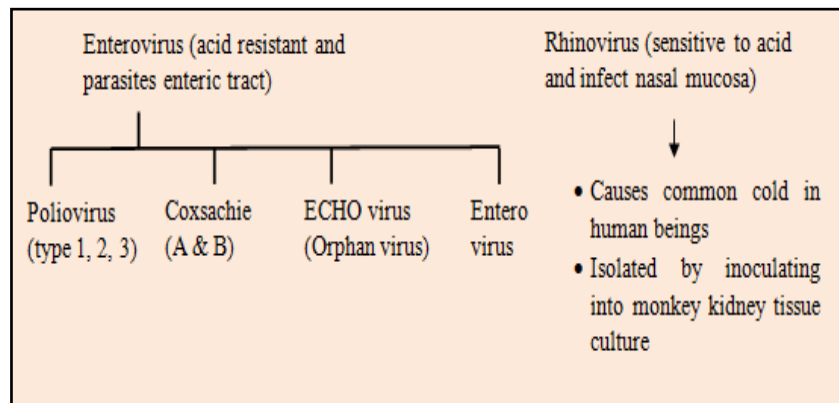 Enterovirus (acid resistant and
parasites enteric tract)
Poliovirus
(type 1, 2, 3)
Coxsachie
(A & B)
ECHO virus
(Orphan virus)
Entero
virus
Rhinovirus (sensitive to acid
and infect nasal mucosa)
• Causes common cold in
human beings
• Isolated by inoculating
into monkey kidney tissue
culture